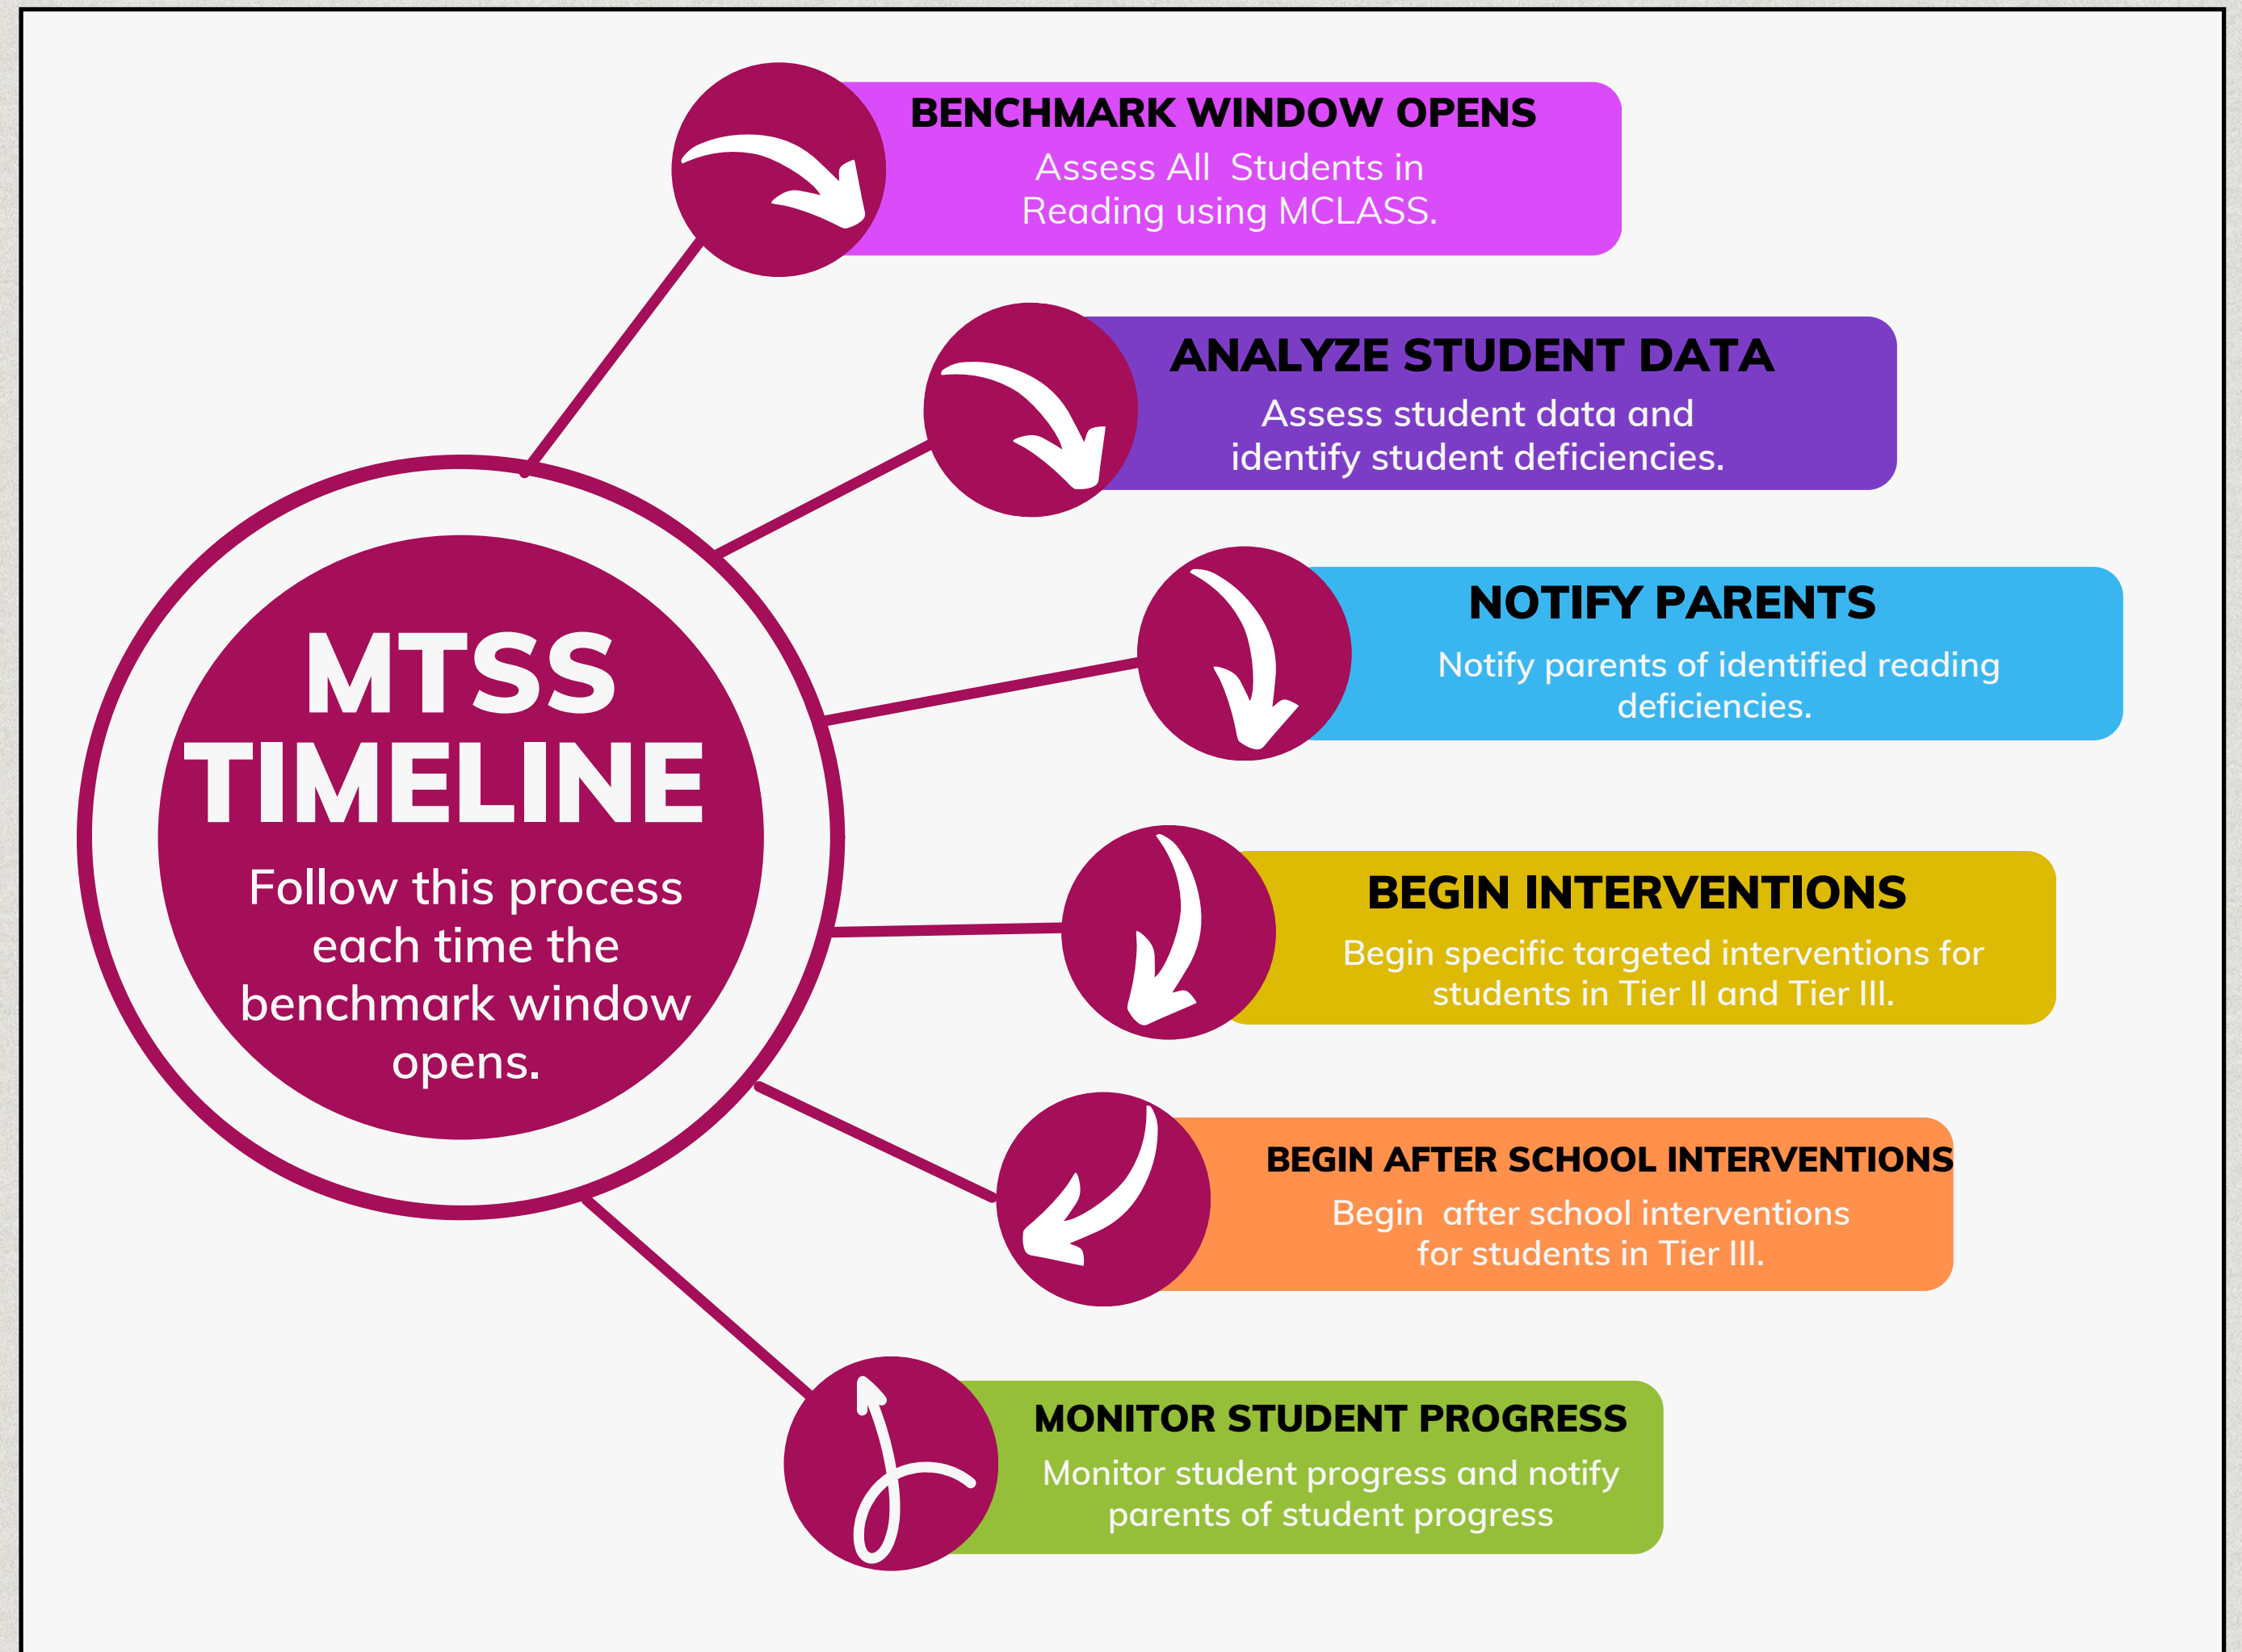 BENCHMARK WINDOW OPENS
Assess All  Students in
Reading using MCLASS.
ANALYZE STUDENT DATA
Assess student data and
identify student deficiencies.
NOTIFY PARENTS
Notify parents of identified reading
deficiencies.
MTSS
TIMELINE
Follow this process
each time the
benchmark window
opens.
BEGIN INTERVENTIONS
Begin specific targeted interventions for
students in Tier II and Tier III.
BEGIN AFTER SCHOOL INTERVENTIONS
Begin  after school interventions
for students in Tier III.
MONITOR STUDENT PROGRESS
Monitor student progress and notify
parents of student progress